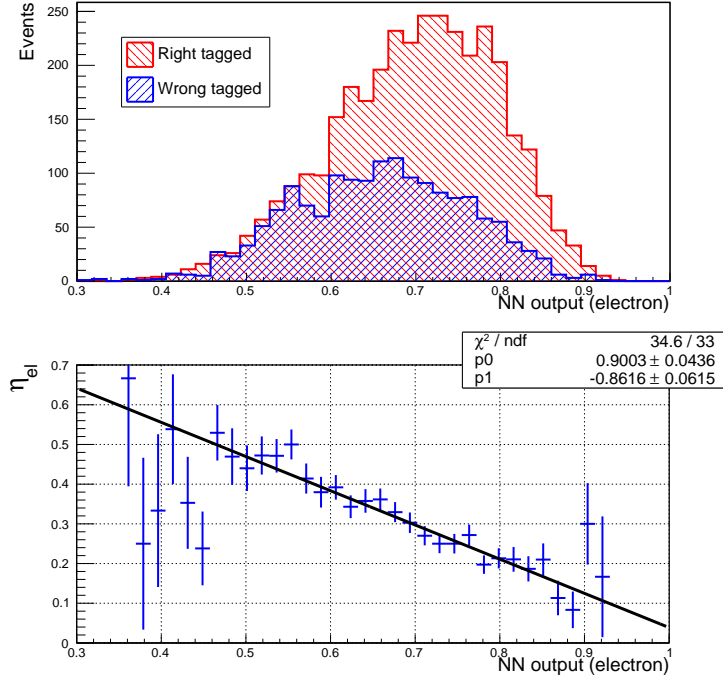 Events
250
200
150
100
50
0
Right tagged
Wrong tagged
0.3 0.4 0.5 0.6 0.7 0.8 0.9 1
NN output (electron)
χ² / ndf 34.6 / 33
p0 0.9003 ± 0.0436
p1 -0.8616 ± 0.0615
η_el
0.7
0.6
0.5
0.4
0.3
0.2
0.1
0
0.3 0.4 0.5 0.6 0.7 0.8 0.9 1
NN output (electron)